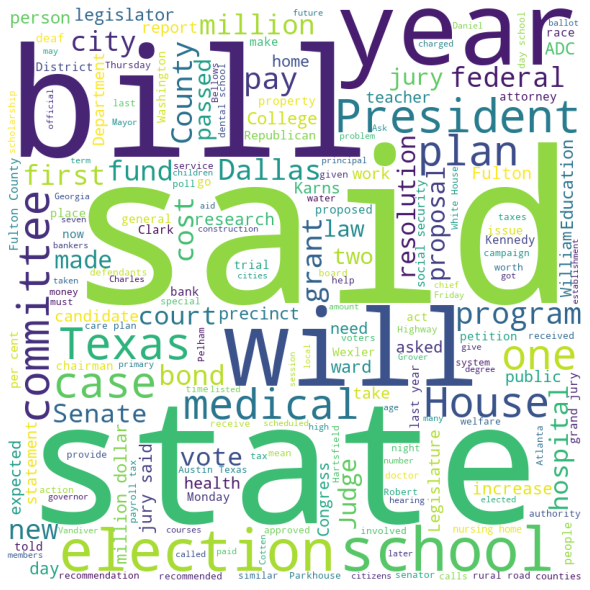 said
state
bill
will
year
election
school
President
House
Texas
committee
case
medical
plan
program
one
million
city
County
pay
federal
jury
first
fund
Dallas
cost
grant
law
two
resolution
proposal
court
bond
Senate
vote
hospital
new
day
Judge
made
passed
person
legislator
report
home
teacher
race
ADC
attorney
District
Department
Washington
property
College
Republican
make
deaf
may
Thursday
last
official
Mayor
scholarship
Fulton County
Bellows
dental school
future
Daniel
ballot
charged
day school
Ask
problem
principal
given
White House
service
children
poll
go
work
Karns
research
water
proposed
Fulton
issue
Kennedy
social security
William
Education
taxes
campaign
worth
got
chief
Friday
establishment
term
Georgia
seven
bankers
place
now
general
aid
construction
Clark
trial
cities
taken
defendants
money
must
Charles
special
bank
help
board
amount
care plan
precinct
need
voters
act
Highway
petition
give
received
candidate
per cent
chairman
primary
Pelham
session
local
ward
Wexler
asked
Grover
last year
system
degree
public
grand jury
statement
expected
million dollar
jury said
time
listed
receive
scheduled
take
age
Hartsfield
high
many
welfare
increase
Legislature
Congress
night
number
Atlanta
provide
action
governor
payroll tax
tax
mean
Austin Texas
health
Monday
doctor
Robert
hearing
nursing home
elected
authority
people
told
members
Vandiver
courses
approved
involved
called
paid
Cotten
later
recommendation
recommended
similar
Parkhouse
citizens
senator
calls
rural road
counties